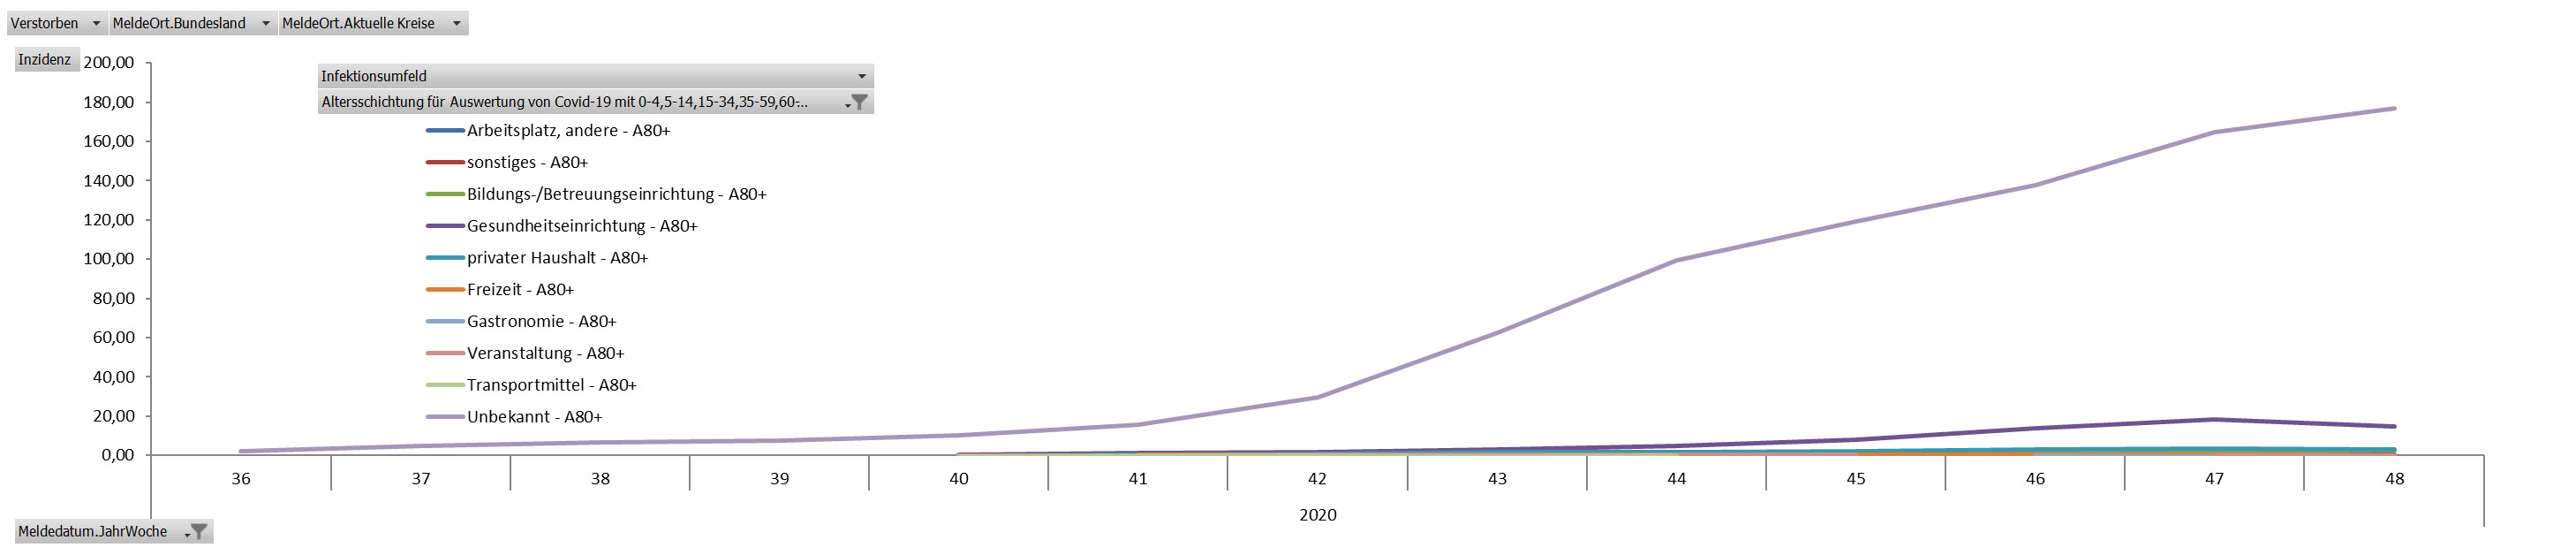 Verstorben MeldeOrt.Bundesland MeldeOrt.Aktuelle Kreise
Inzidenz
200,00
180,00
160,00
140,00
120,00
100,00
80,00
60,00
40,00
20,00
0,00
Infektionsumfeld
Altersschichtung für Auswertung von Covid-19 mit 0-4,5-14,15-34,35-59,60-...
Arbeitsplatz, andere - A80+
sonstiges - A80+
Bildungs-/Betreuungseinrichtung - A80+
Gesundheitseinrichtung - A80+
privater Haushalt - A80+
Freizeit - A80+
Gastronomie - A80+
Veranstaltung - A80+
Transportmittel - A80+
Unbekannt - A80+
36 37 38 39 40 41 42 43 44 45 46 47 48
2020
Meldedatum.JahrWoche